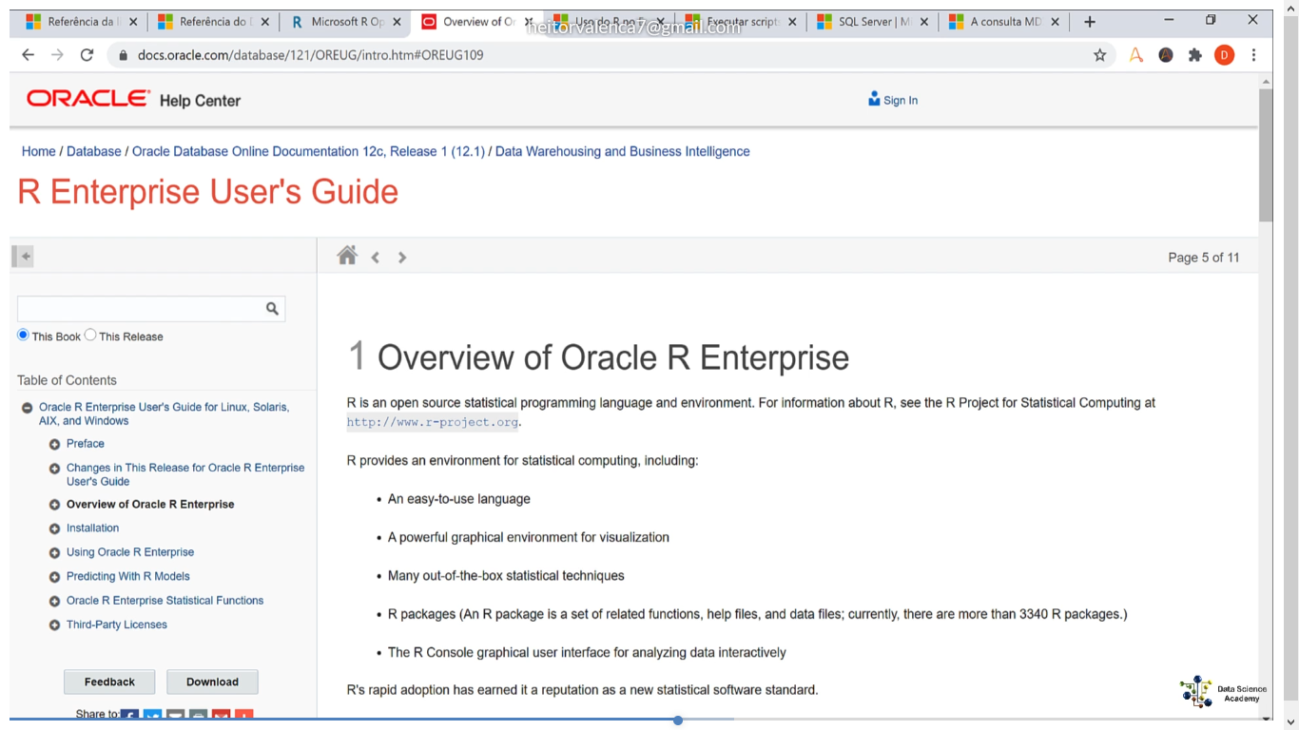 Referência da l
Referência do D
Microsoft R Op
Overview of Or
Uso do R no
Executar scripts
SQL Server | M
A consulta MD
heitorvalenca7@gmail.com
docs.oracle.com/database/121/OREUG/intro.htm#OREUG109
D
ORACLE Help Center
Sign In
Home / Database / Oracle Database Online Documentation 12c, Release 1 (12.1) / Data Warehousing and Business Intelligence
R Enterprise User's Guide
Page 5 of 11
This Book This Release
Table of Contents
Oracle R Enterprise User's Guide for Linux, Solaris,
AIX, and Windows
Preface
Changes in This Release for Oracle R Enterprise
User's Guide
Overview of Oracle R Enterprise
Installation
Using Oracle R Enterprise
Predicting With R Models
Oracle R Enterprise Statistical Functions
Third-Party Licenses
Feedback Download
Share to:
1 Overview of Oracle R Enterprise
R is an open source statistical programming language and environment. For information about R, see the R Project for Statistical Computing at
http://www.r-project.org.
R provides an environment for statistical computing, including:
• An easy-to-use language
• A powerful graphical environment for visualization
• Many out-of-the-box statistical techniques
• R packages (An R package is a set of related functions, help files, and data files; currently, there are more than 3340 R packages.)
• The R Console graphical user interface for analyzing data interactively
R's rapid adoption has earned it a reputation as a new statistical software standard.
Data Science
Academy